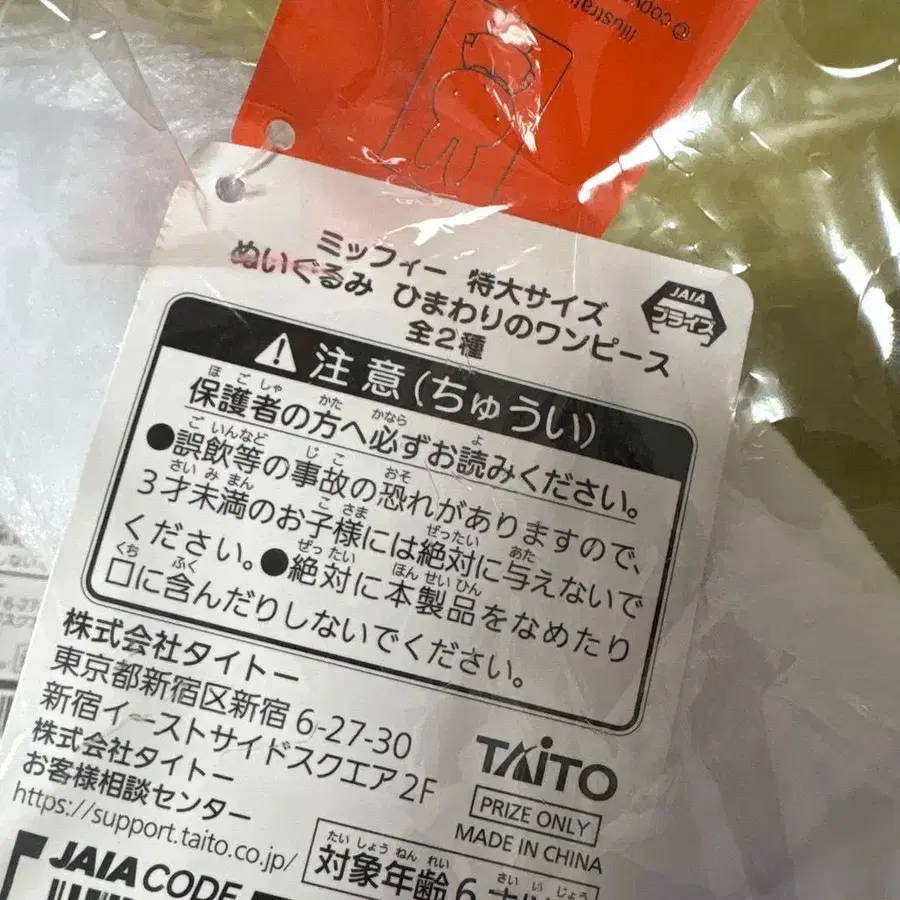 Illustrati
© copy
ミッフィー 特大サイズ
ぬいぐるみ ひまわりのワンピース
全2種
JAIA
プライズ
注意(ちゅうい)
保護者の方へ必ずお読みください。
●誤飲等の事故の恐れがありますので、
3才未満のお子様には絶対に与えないで
ください。●絶対に本製品をなめたり
口に含んだりしないでください。
株式会社タイトー
東京都新宿区新宿6-27-30
新宿イーストサイドスクエア2F
株式会社タイトー
お客様相談センター
https://support.taito.co.jp/
TAITO
PRIZE ONLY
MADE IN CHINA
JAIA CODE
対象年齢6